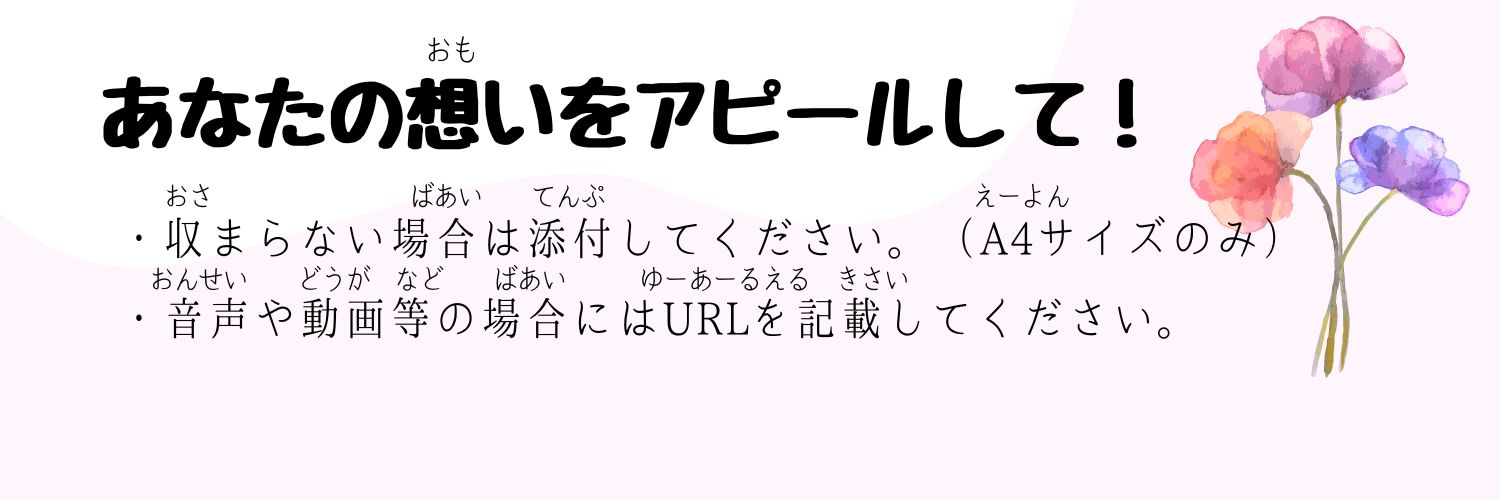 おも
あなたの想いをアピールして！
おさ ばあい てんぷ えーよん
・収まらない場合は添付してください。（A4サイズのみ）
おんせい どうが など ばあい ゆーあーるえる きさい
・音声や動画等の場合にはURLを記載してください。